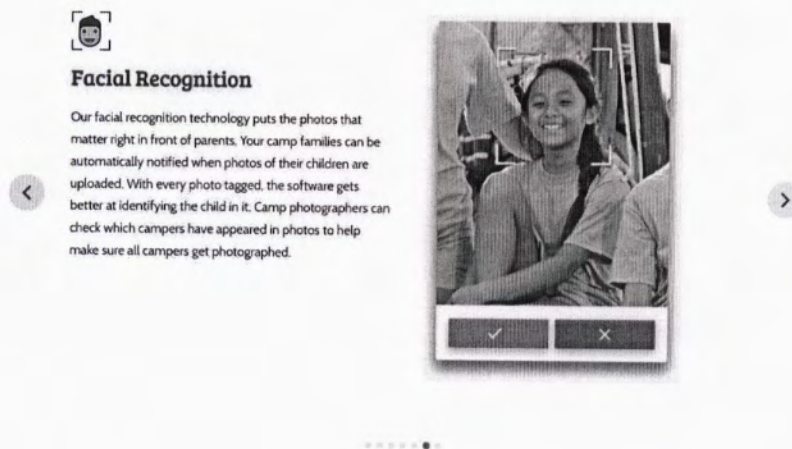 Facial Recognition
Our facial recognition technology puts the photos that
matter right in front of parents. Your camp families can be
automatically notified when photos of their children are
uploaded. With every photo tagged, the software gets
better at identifying the child in it. Camp photographers can
check which campers have appeared in photos to help
make sure all campers get photographed.